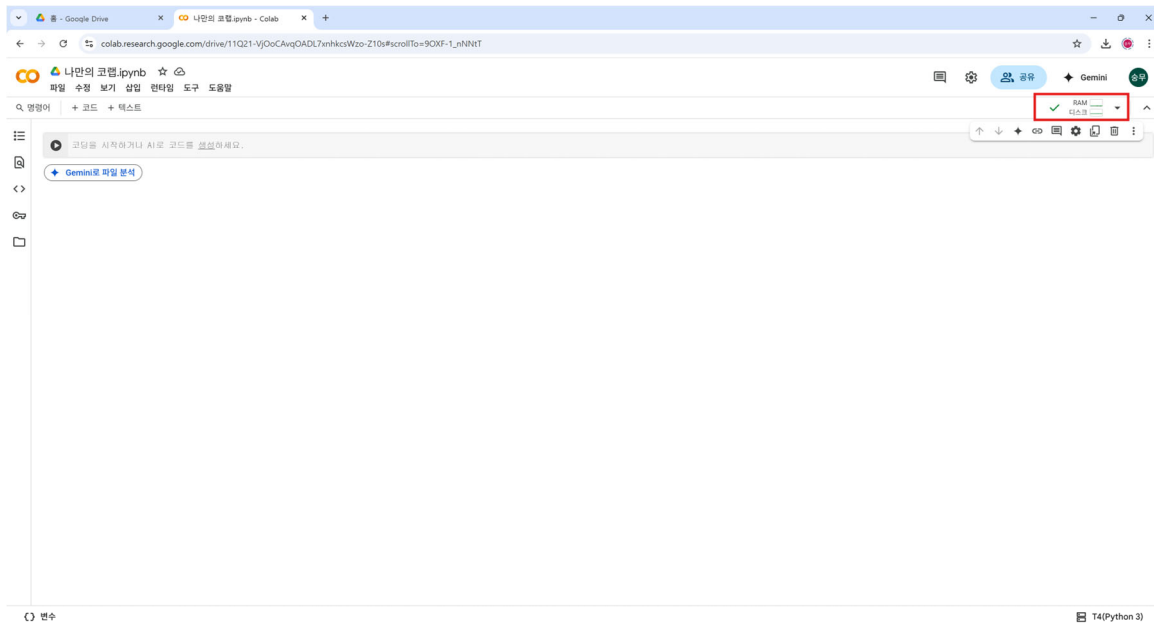 홈 - Google Drive
나만의 코랩.ipynb - Colab
colab.research.google.com/drive/11Q21-VjOoCAvqOADL7xnhkcsWzo-Z10s#scrollTo=9OXF-1_nNNtT
나만의 코랩.ipynb
파일 수정 보기 삽입 런타임 도구 도움말
공유
Gemini
승무
명령어 + 코드 + 텍스트
RAM
디스크
코딩을 시작하거나 AI로 코드를 생성하세요.
Gemini로 파일 분석
변수
T4(Python 3)